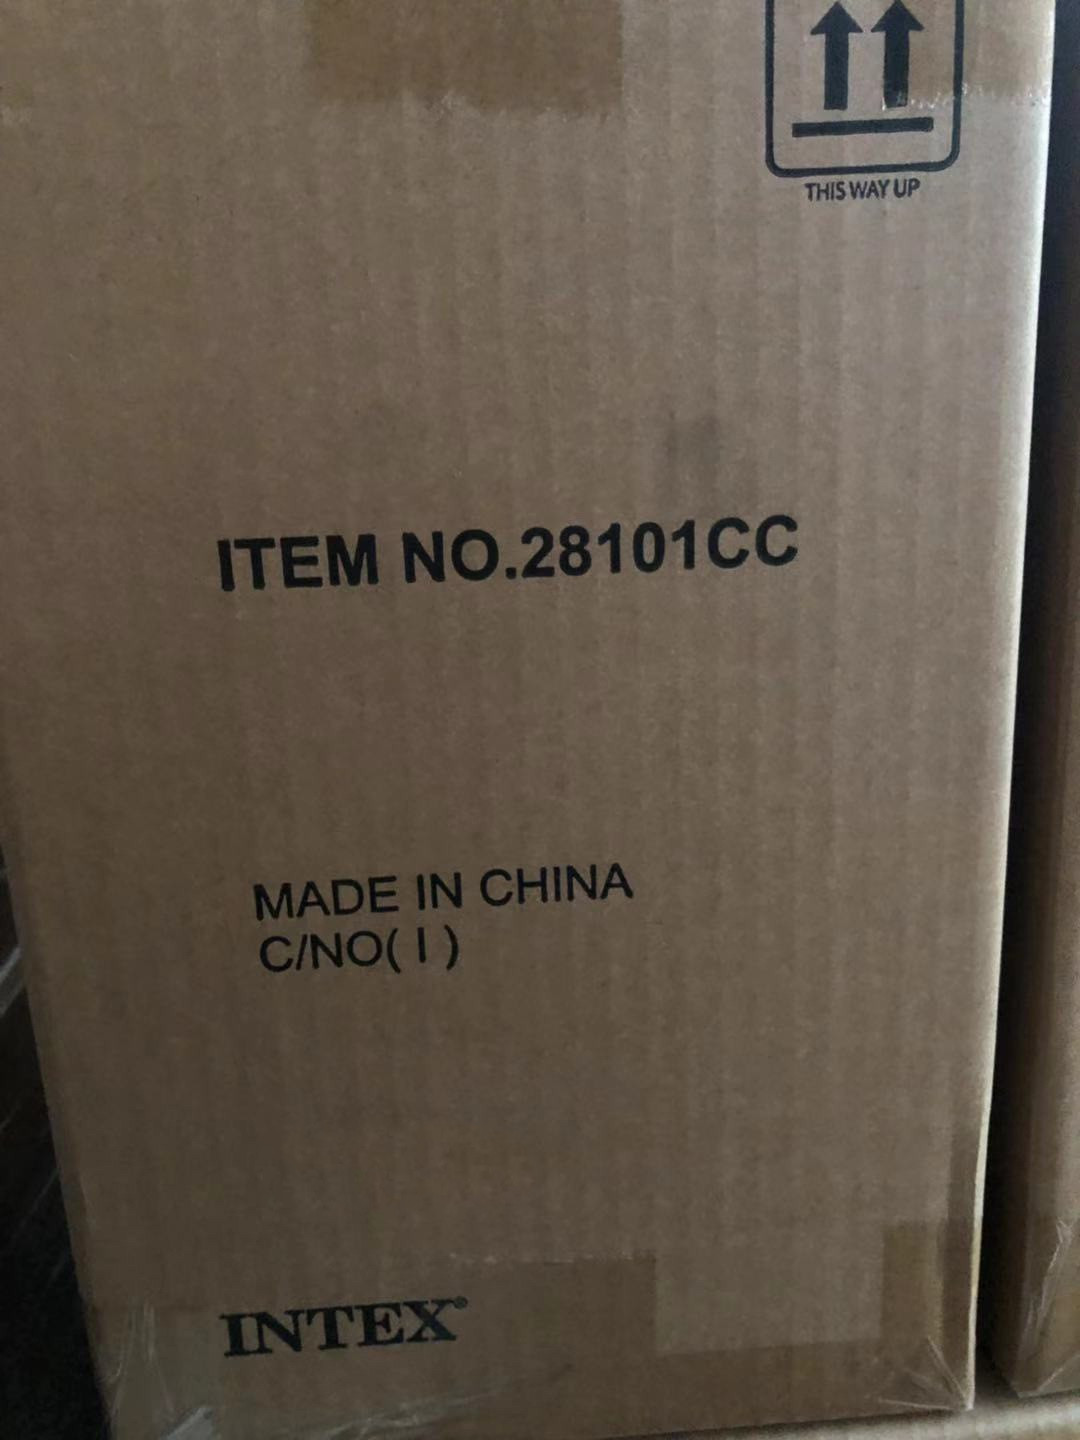 THIS WAY UP
ITEM NO.28101CC
MADE IN CHINA
C/NO( I )
INTEX®